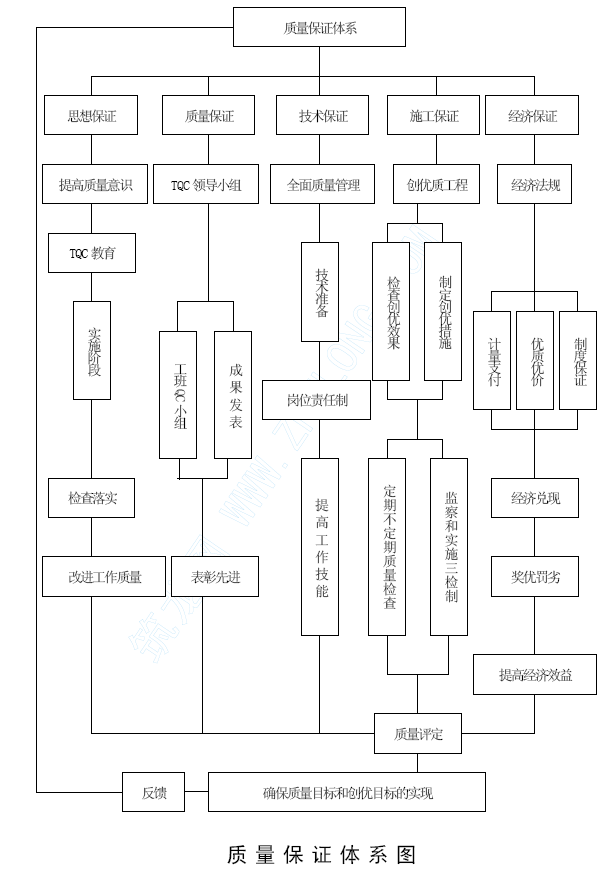 质量保证体系
思想保证
质量保证
技术保证
施工保证
经济保证
提高质量意识
TQC 领导小组
全面质量管理
创优质工程
经济法规
TQC 教育
技术准备
检查创优效果
制定创优措施
实施阶段
工班QC小组
成果发表
计量支付
优质优价
制度保证
岗位责任制
提高工作技能
定期不定期质量检查
监察和实施三检制
检查落实
经济兑现
改进工作质量
表彰先进
奖优罚劣
提高经济效益
质量评定
反馈
确保质量目标和创优目标的实现
质量保证体系图